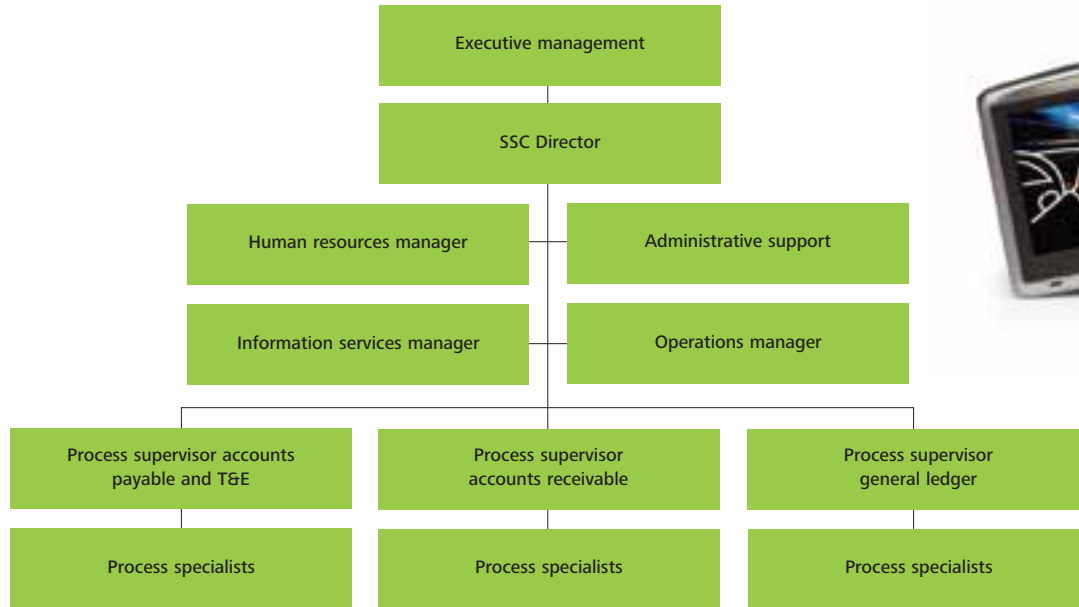 Executive management
SSC Director
Human resources manager
Administrative support
Information services manager
Operations manager
Process supervisor accounts
payable and T&E
Process supervisor
accounts receivable
Process supervisor
general ledger
Process specialists
Process specialists
Process specialists